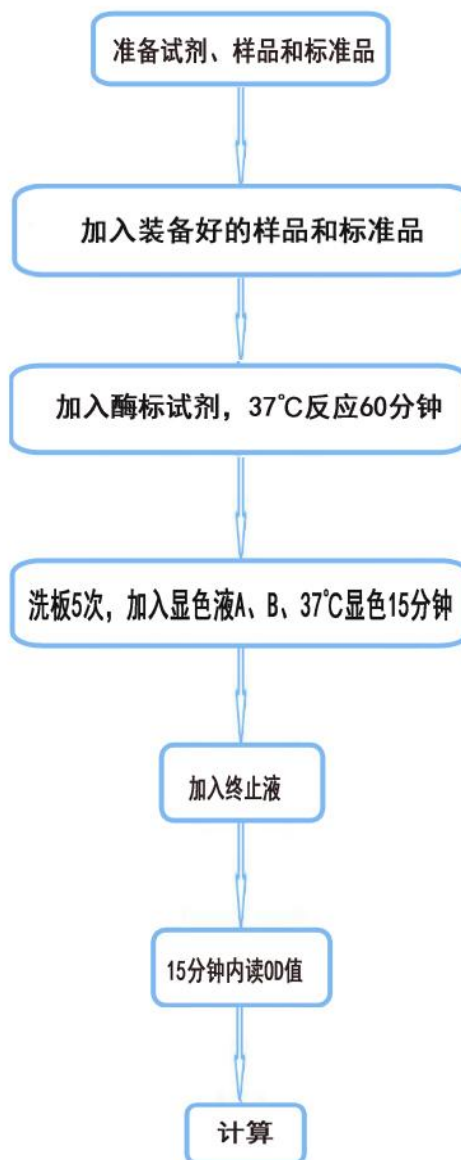 准备试剂、样品和标准品
加入装备好的样品和标准品
加入酶标试剂，37℃反应60分钟
洗板5次，加入显色液A、B、37℃显色15分钟
加入终止液
15分钟内读OD值
计算